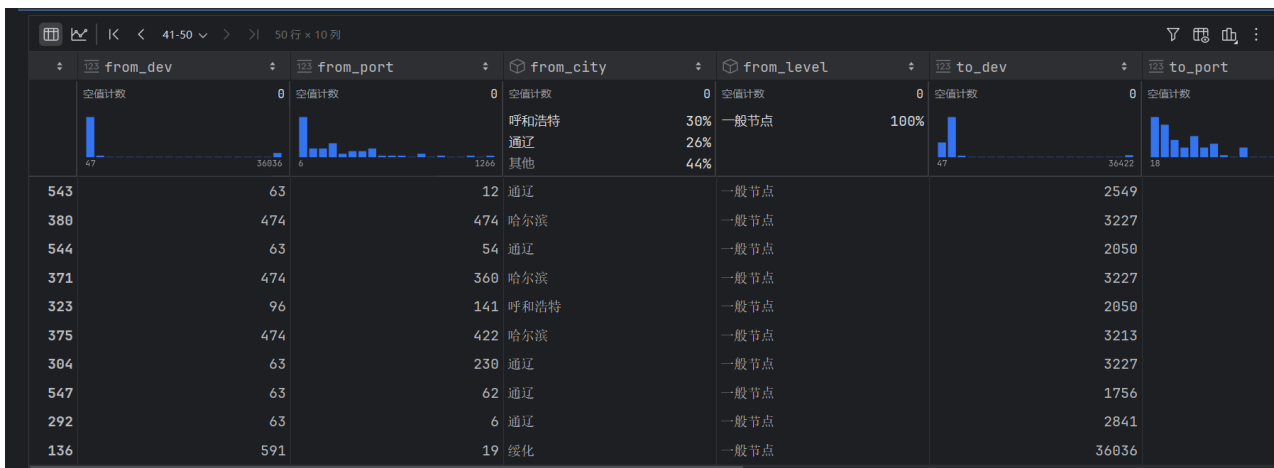 41-50 50 行 × 10 列
123 from_dev 123 from_port from_city from_level 123 to_dev 123 to_port
空值计数 0 空值计数 0 空值计数 0 空值计数 0 空值计数 0 空值计数
呼和浩特 30% 一般节点 100%
通辽 26%
其他 44%
47 36036 6 1266 47 36422 18
543 63 12 通辽 一般节点 2549
380 474 474 哈尔滨 一般节点 3227
544 63 54 通辽 一般节点 2050
371 474 360 哈尔滨 一般节点 3227
323 96 141 呼和浩特 一般节点 2050
375 474 422 哈尔滨 一般节点 3213
304 63 230 通辽 一般节点 3227
547 63 62 通辽 一般节点 1756
292 63 6 通辽 一般节点 2841
136 591 19 绥化 一般节点 36036